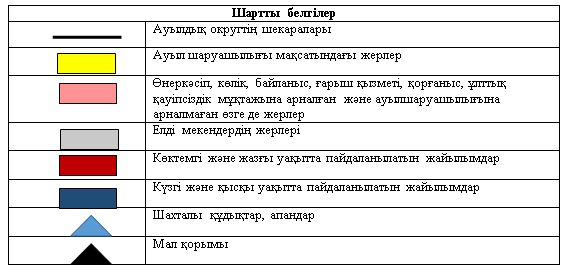 Шартты белгілер
Ауылдық округтің шекаралары
Ауыл шаруашылығы мақсатындағы жерлер
Өнеркәсіп, көлік, байланыс, ғарыш қызметі, қорғаныс, ұлттық
қауіпсіздік мұқтажына арналған және ауылшаруашылығына
арналмаған өзге де жерлер
Елді мекендердің жерлері
Көктемгі және жазғы уақытта пайдаланылатын жайылымдар
Күзгі және қысқы уақытта пайдаланылатын жайылымдар
Шахталы құдықтар, апандар
Мал қорымы